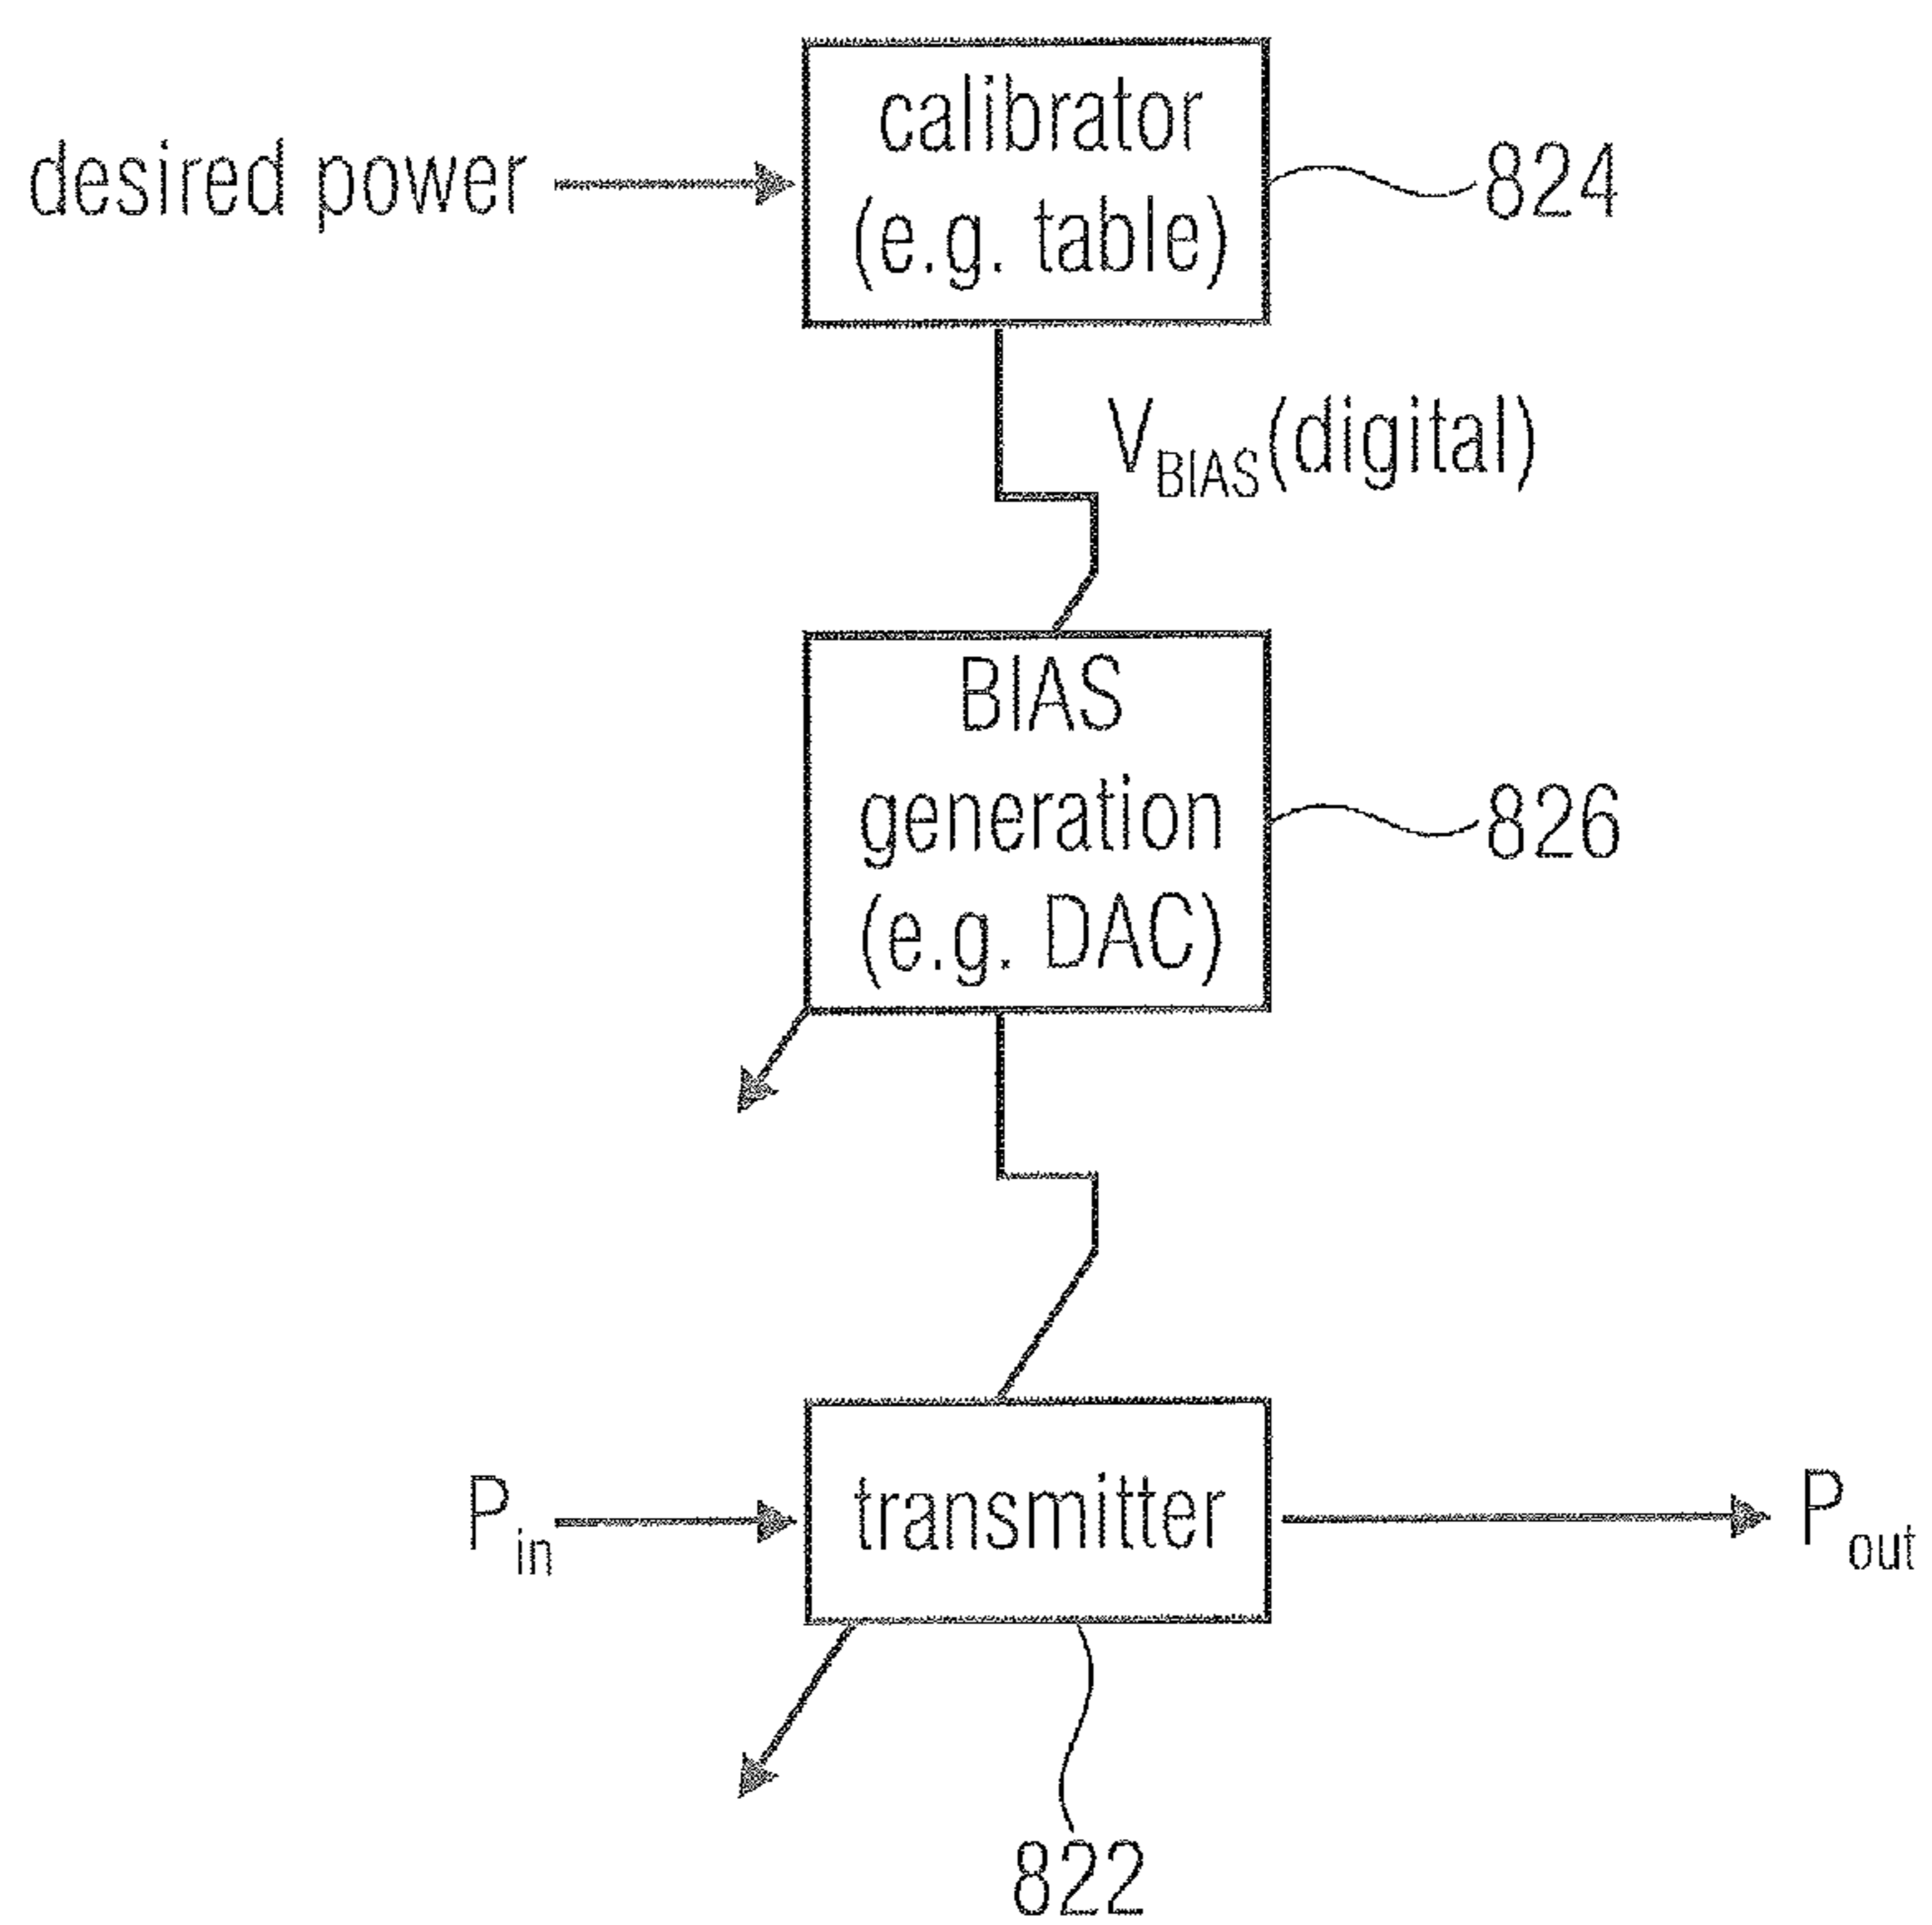 calibrator
(e.g. table)
desired power
824
V_BIAS(digital)
BIAS
generation
(e.g. DAC)
826
P_in
transmitter
P_out
822